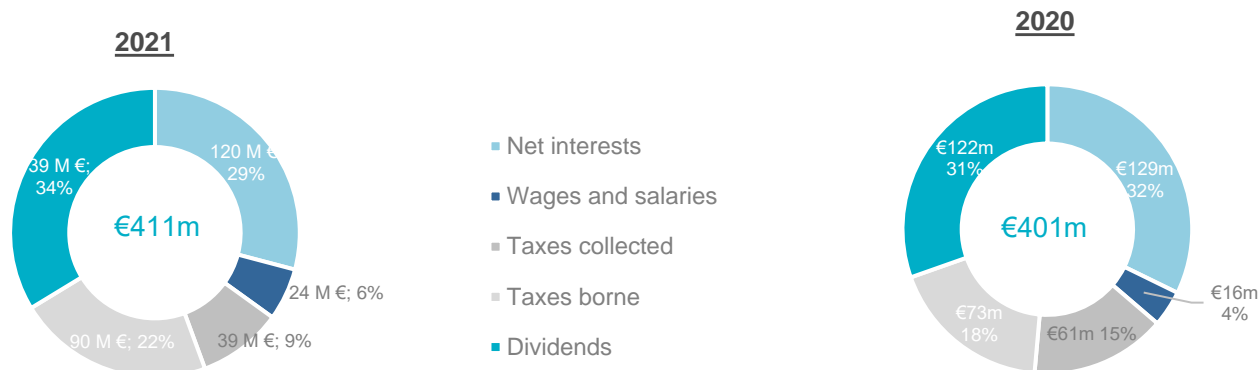 2021
39 M €;
34%
120 M €
29%
€411m
24 M €; 6%
39 M €; 9%
90 M €; 22%
Net interests
Wages and salaries
Taxes collected
Taxes borne
Dividends
2020
€122m
31%
€129m
32%
€401m
€16m
4%
€61m 15%
€73m
18%